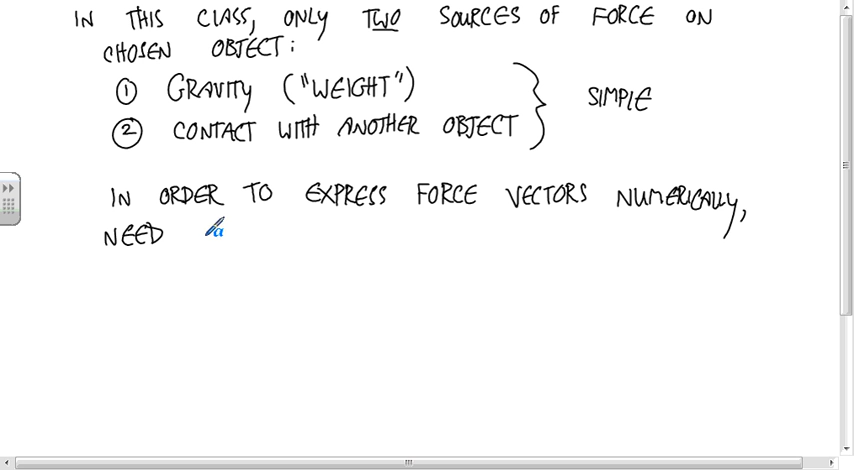 IN THIS CLASS, ONLY TWO SOURCES OF FORCE ON
CHOSEN OBJECT:
① GRAVITY ("WEIGHT")
② CONTACT WITH ANOTHER OBJECT
SIMPLE
IN ORDER TO EXPRESS FORCE VECTORS NUMERICALLY,
NEED